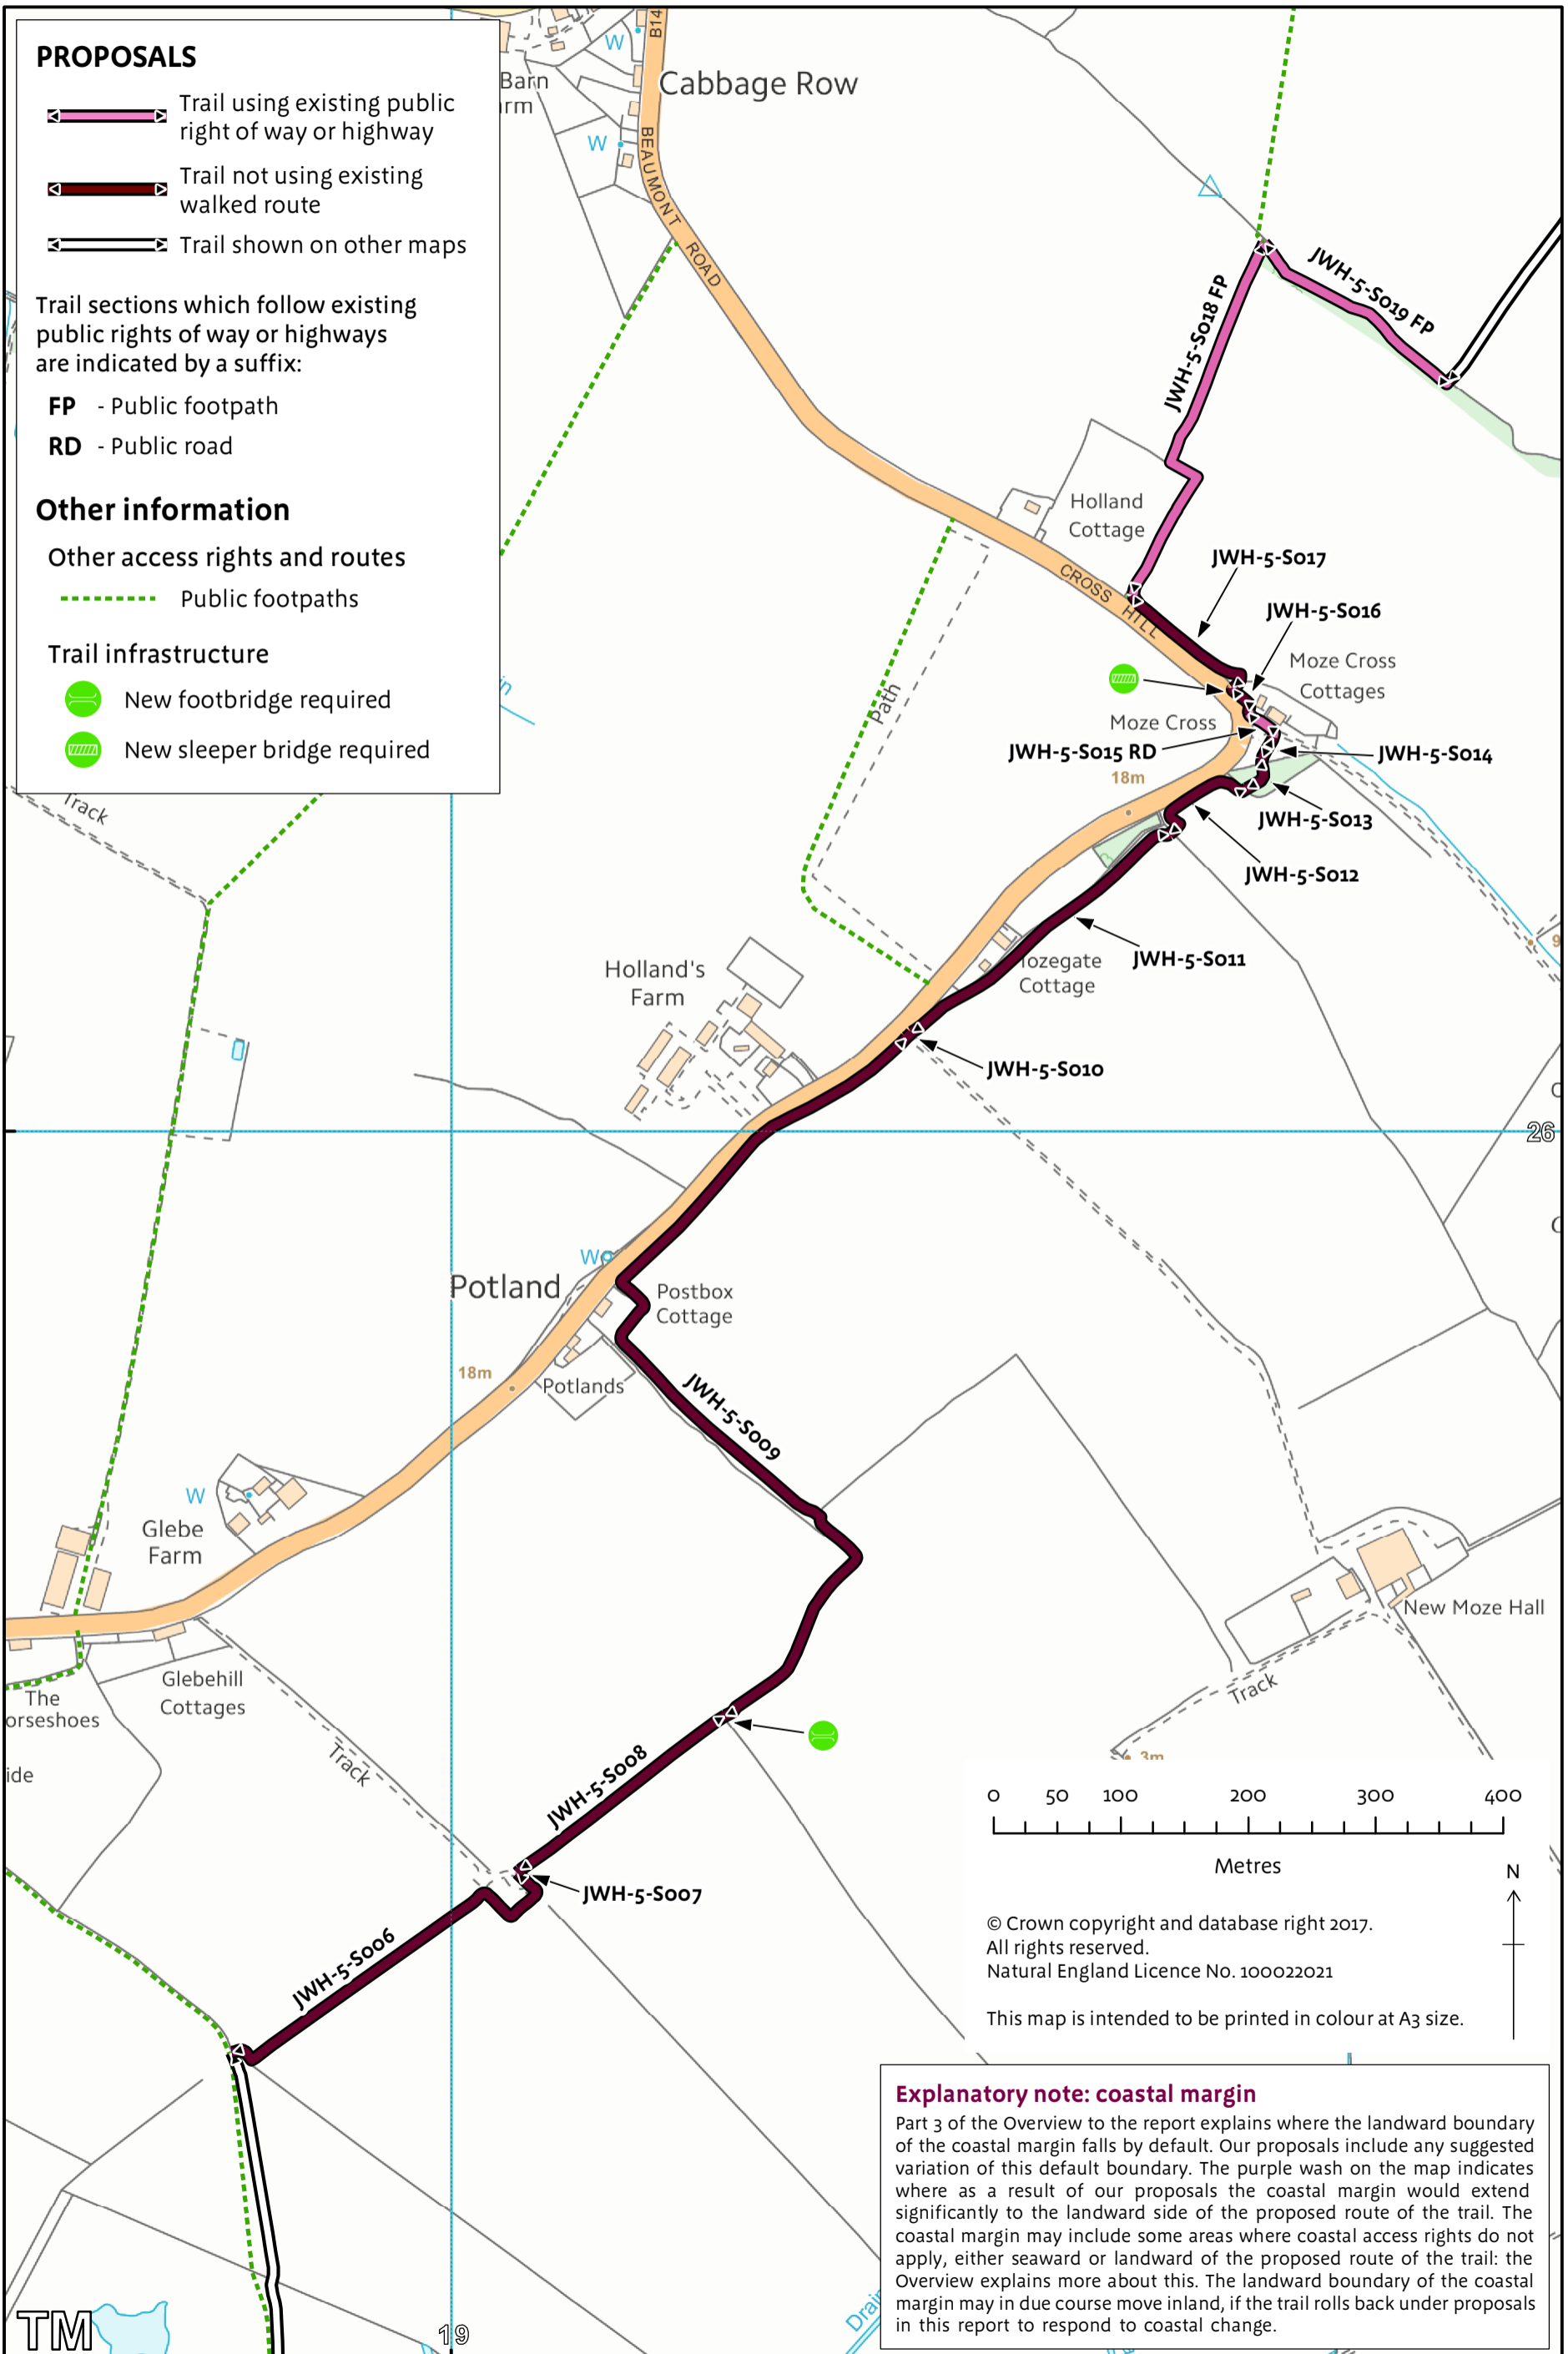 PROPOSALS
Trail using existing public
right of way or highway
Trail not using existing
walked route
Trail shown on other maps
Trail sections which follow existing
public rights of way or highways
are indicated by a suffix:
FP - Public footpath
RD - Public road
Other information
Other access rights and routes
Public footpaths
Trail infrastructure
New footbridge required
New sleeper bridge required
B14
W
Barn
Cabbage Row
W
BEAUMONT ROAD
JWH-5-S018 FP
JWH-5-S019 FP
Holland
Cottage
CROSS HILL
JWH-5-S017
JWH-5-S016
Moze Cross
Cottages
Path
Moze Cross
JWH-5-S015 RD
JWH-5-S014
18m
JWH-5-S013
Track
JWH-5-S012
9
JWH-5-S011
Tozegate
Cottage
Holland's
Farm
JWH-5-S010
26
W
Potland
Postbox
Cottage
18m
Potlands
JWH-5-S009
W
Glebe
Farm
New Moze Hall
Glebehill
Cottages
The
orseshoes
Track
ide
Track
3m
JWH-5-S008
JWH-5-S007
JWH-5-S006
0 50 100 200 300 400
Metres
N
© Crown copyright and database right 2017.
All rights reserved.
Natural England Licence No. 100022021
This map is intended to be printed in colour at A3 size.
Explanatory note: coastal margin
Part 3 of the Overview to the report explains where the landward boundary
of the coastal margin falls by default. Our proposals include any suggested
variation of this default boundary. The purple wash on the map indicates
where as a result of our proposals the coastal margin would extend
significantly to the landward side of the proposed route of the trail. The
coastal margin may include some areas where coastal access rights do not
apply, either seaward or landward of the proposed route of the trail: the
Overview explains more about this. The landward boundary of the coastal
margin may in due course move inland, if the trail rolls back under proposals
in this report to respond to coastal change.
Drain
TM
19